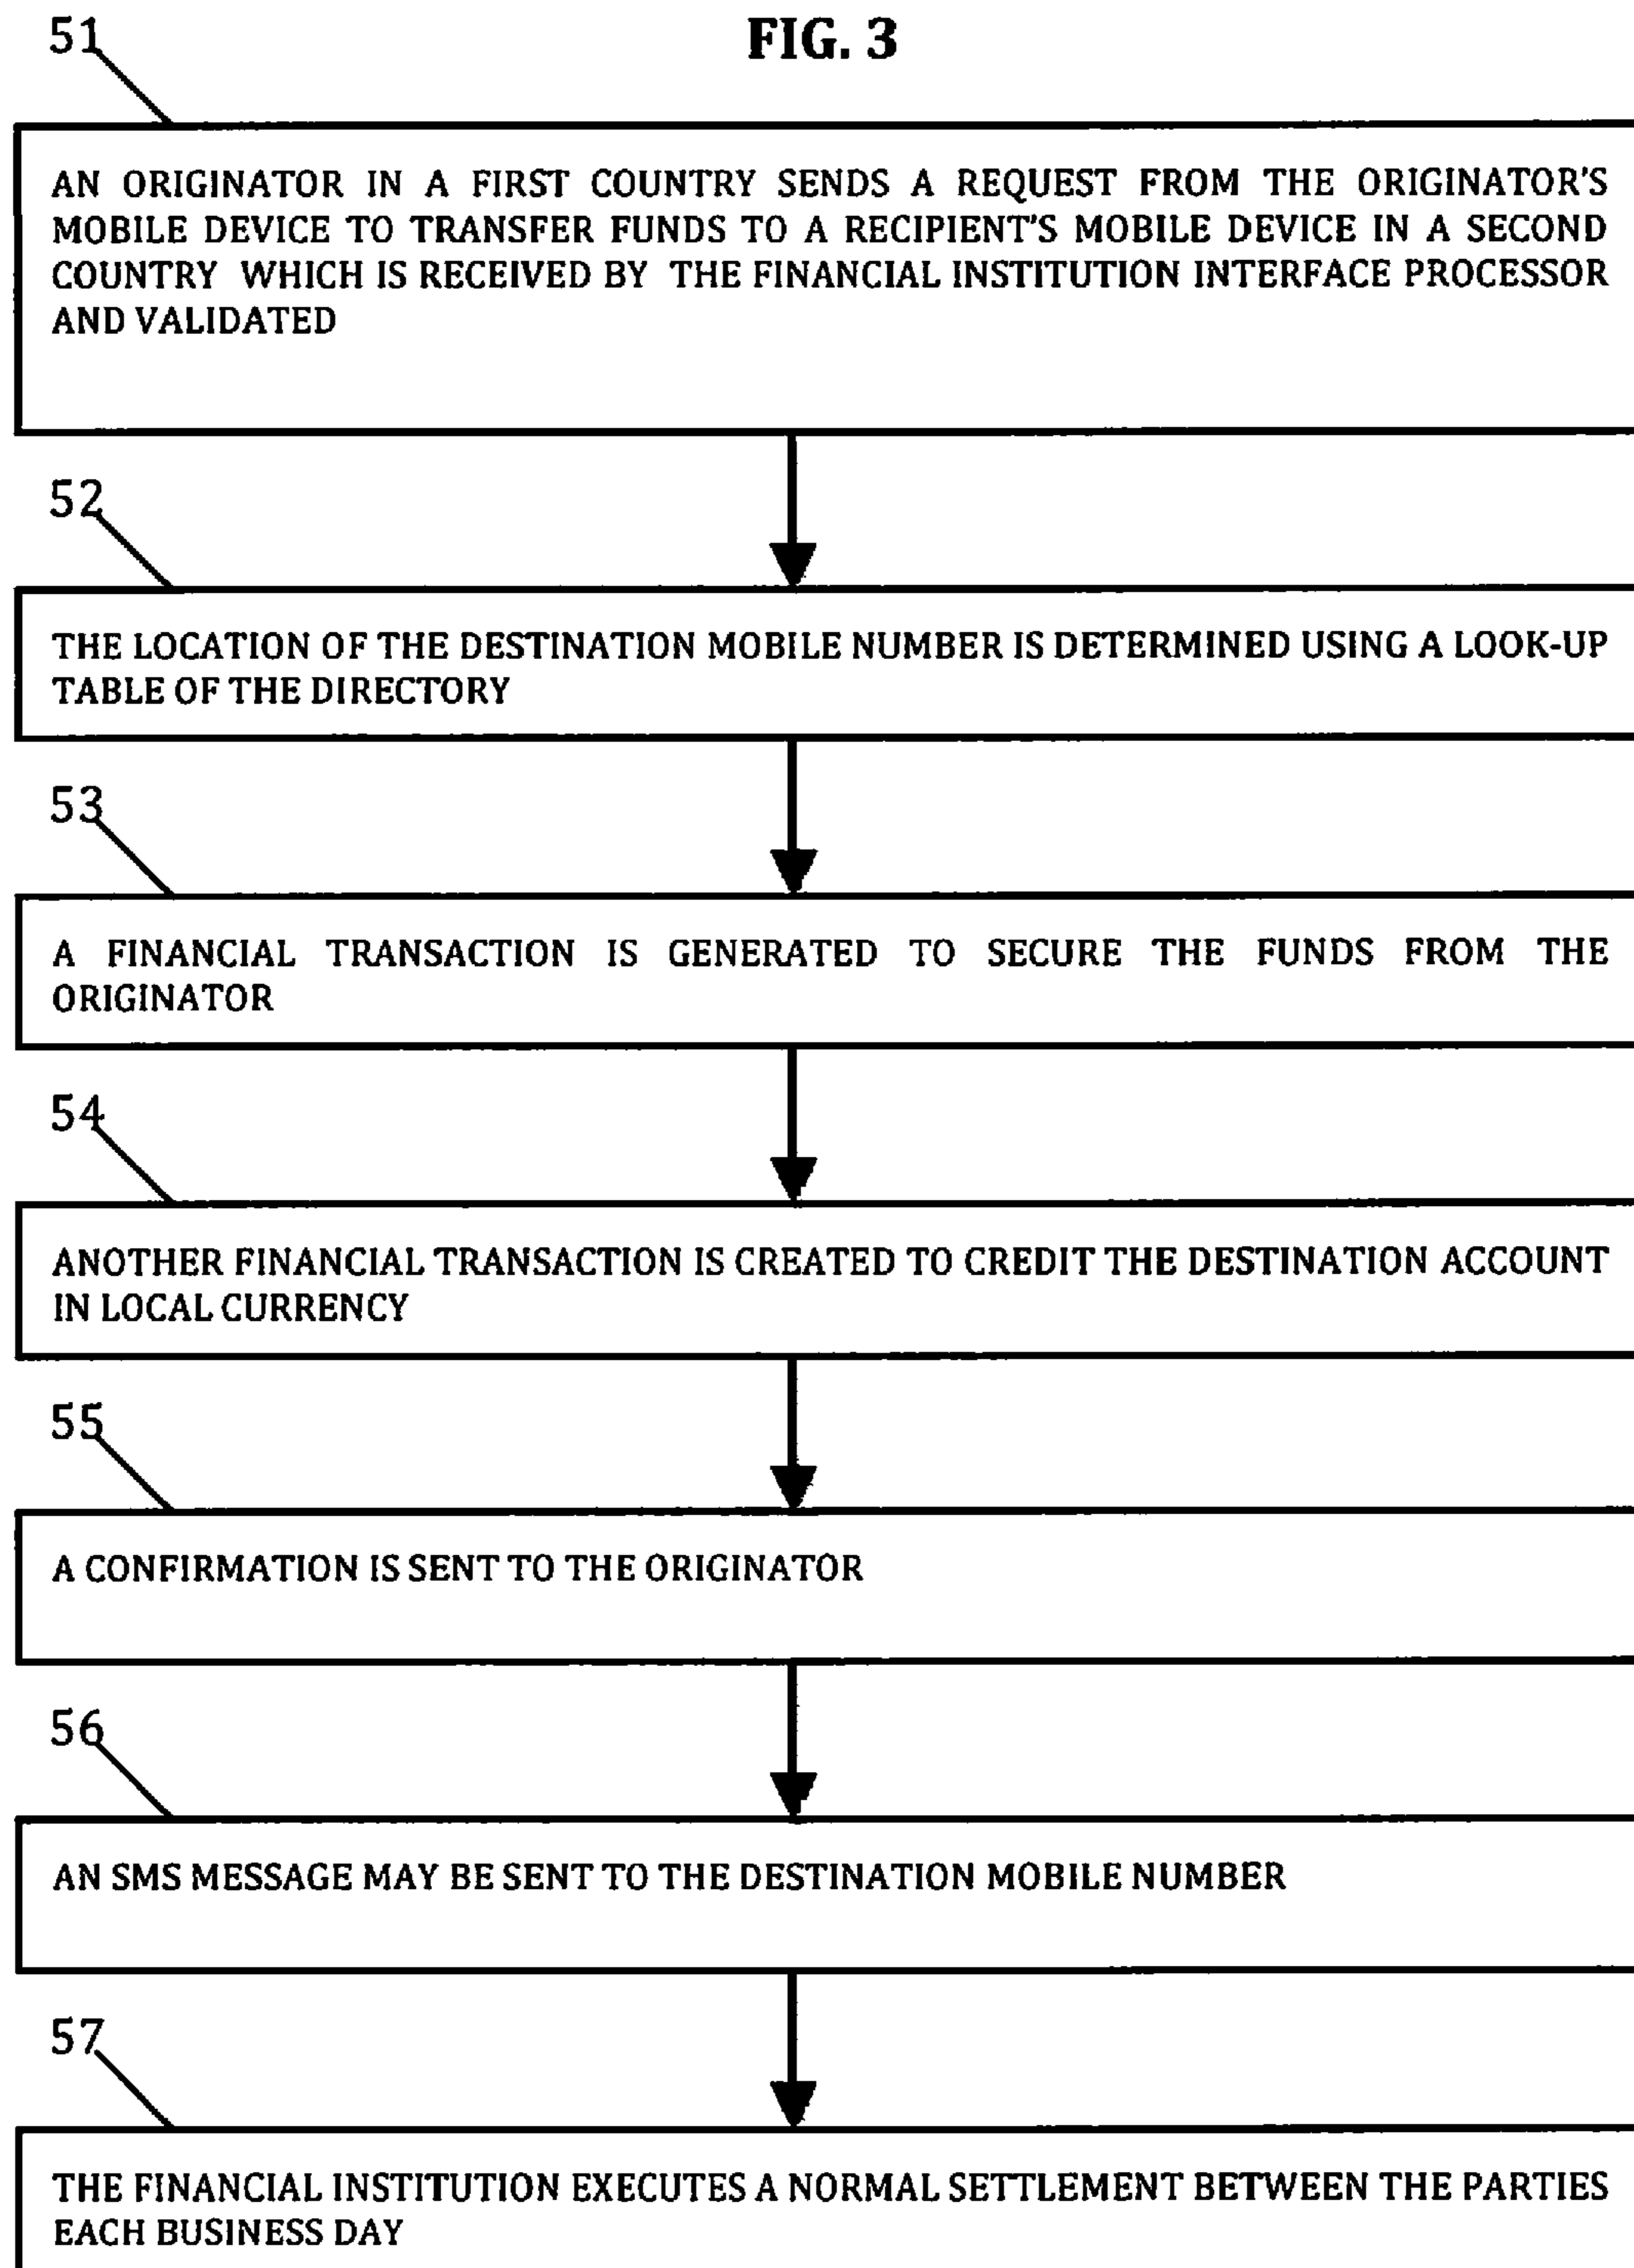 FIG. 3
51
AN ORIGINATOR IN A FIRST COUNTRY SENDS A REQUEST FROM THE ORIGINATOR'S
MOBILE DEVICE TO TRANSFER FUNDS TO A RECIPIENT'S MOBILE DEVICE IN A SECOND
COUNTRY WHICH IS RECEIVED BY THE FINANCIAL INSTITUTION INTERFACE PROCESSOR
AND VALIDATED
52
THE LOCATION OF THE DESTINATION MOBILE NUMBER IS DETERMINED USING A LOOK-UP
TABLE OF THE DIRECTORY
53
A FINANCIAL TRANSACTION IS GENERATED TO SECURE THE FUNDS FROM THE
ORIGINATOR
54
ANOTHER FINANCIAL TRANSACTION IS CREATED TO CREDIT THE DESTINATION ACCOUNT
IN LOCAL CURRENCY
55
A CONFIRMATION IS SENT TO THE ORIGINATOR
56
AN SMS MESSAGE MAY BE SENT TO THE DESTINATION MOBILE NUMBER
57
THE FINANCIAL INSTITUTION EXECUTES A NORMAL SETTLEMENT BETWEEN THE PARTIES
EACH BUSINESS DAY